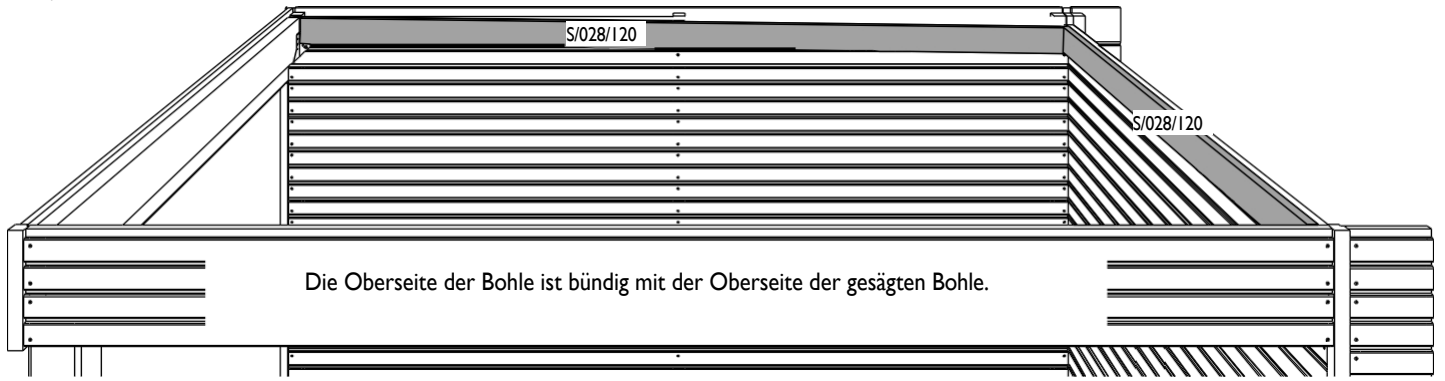 S/028/120
S/028/120
Die Oberseite der Bohle ist bündig mit der Oberseite der gesägten Bohle.